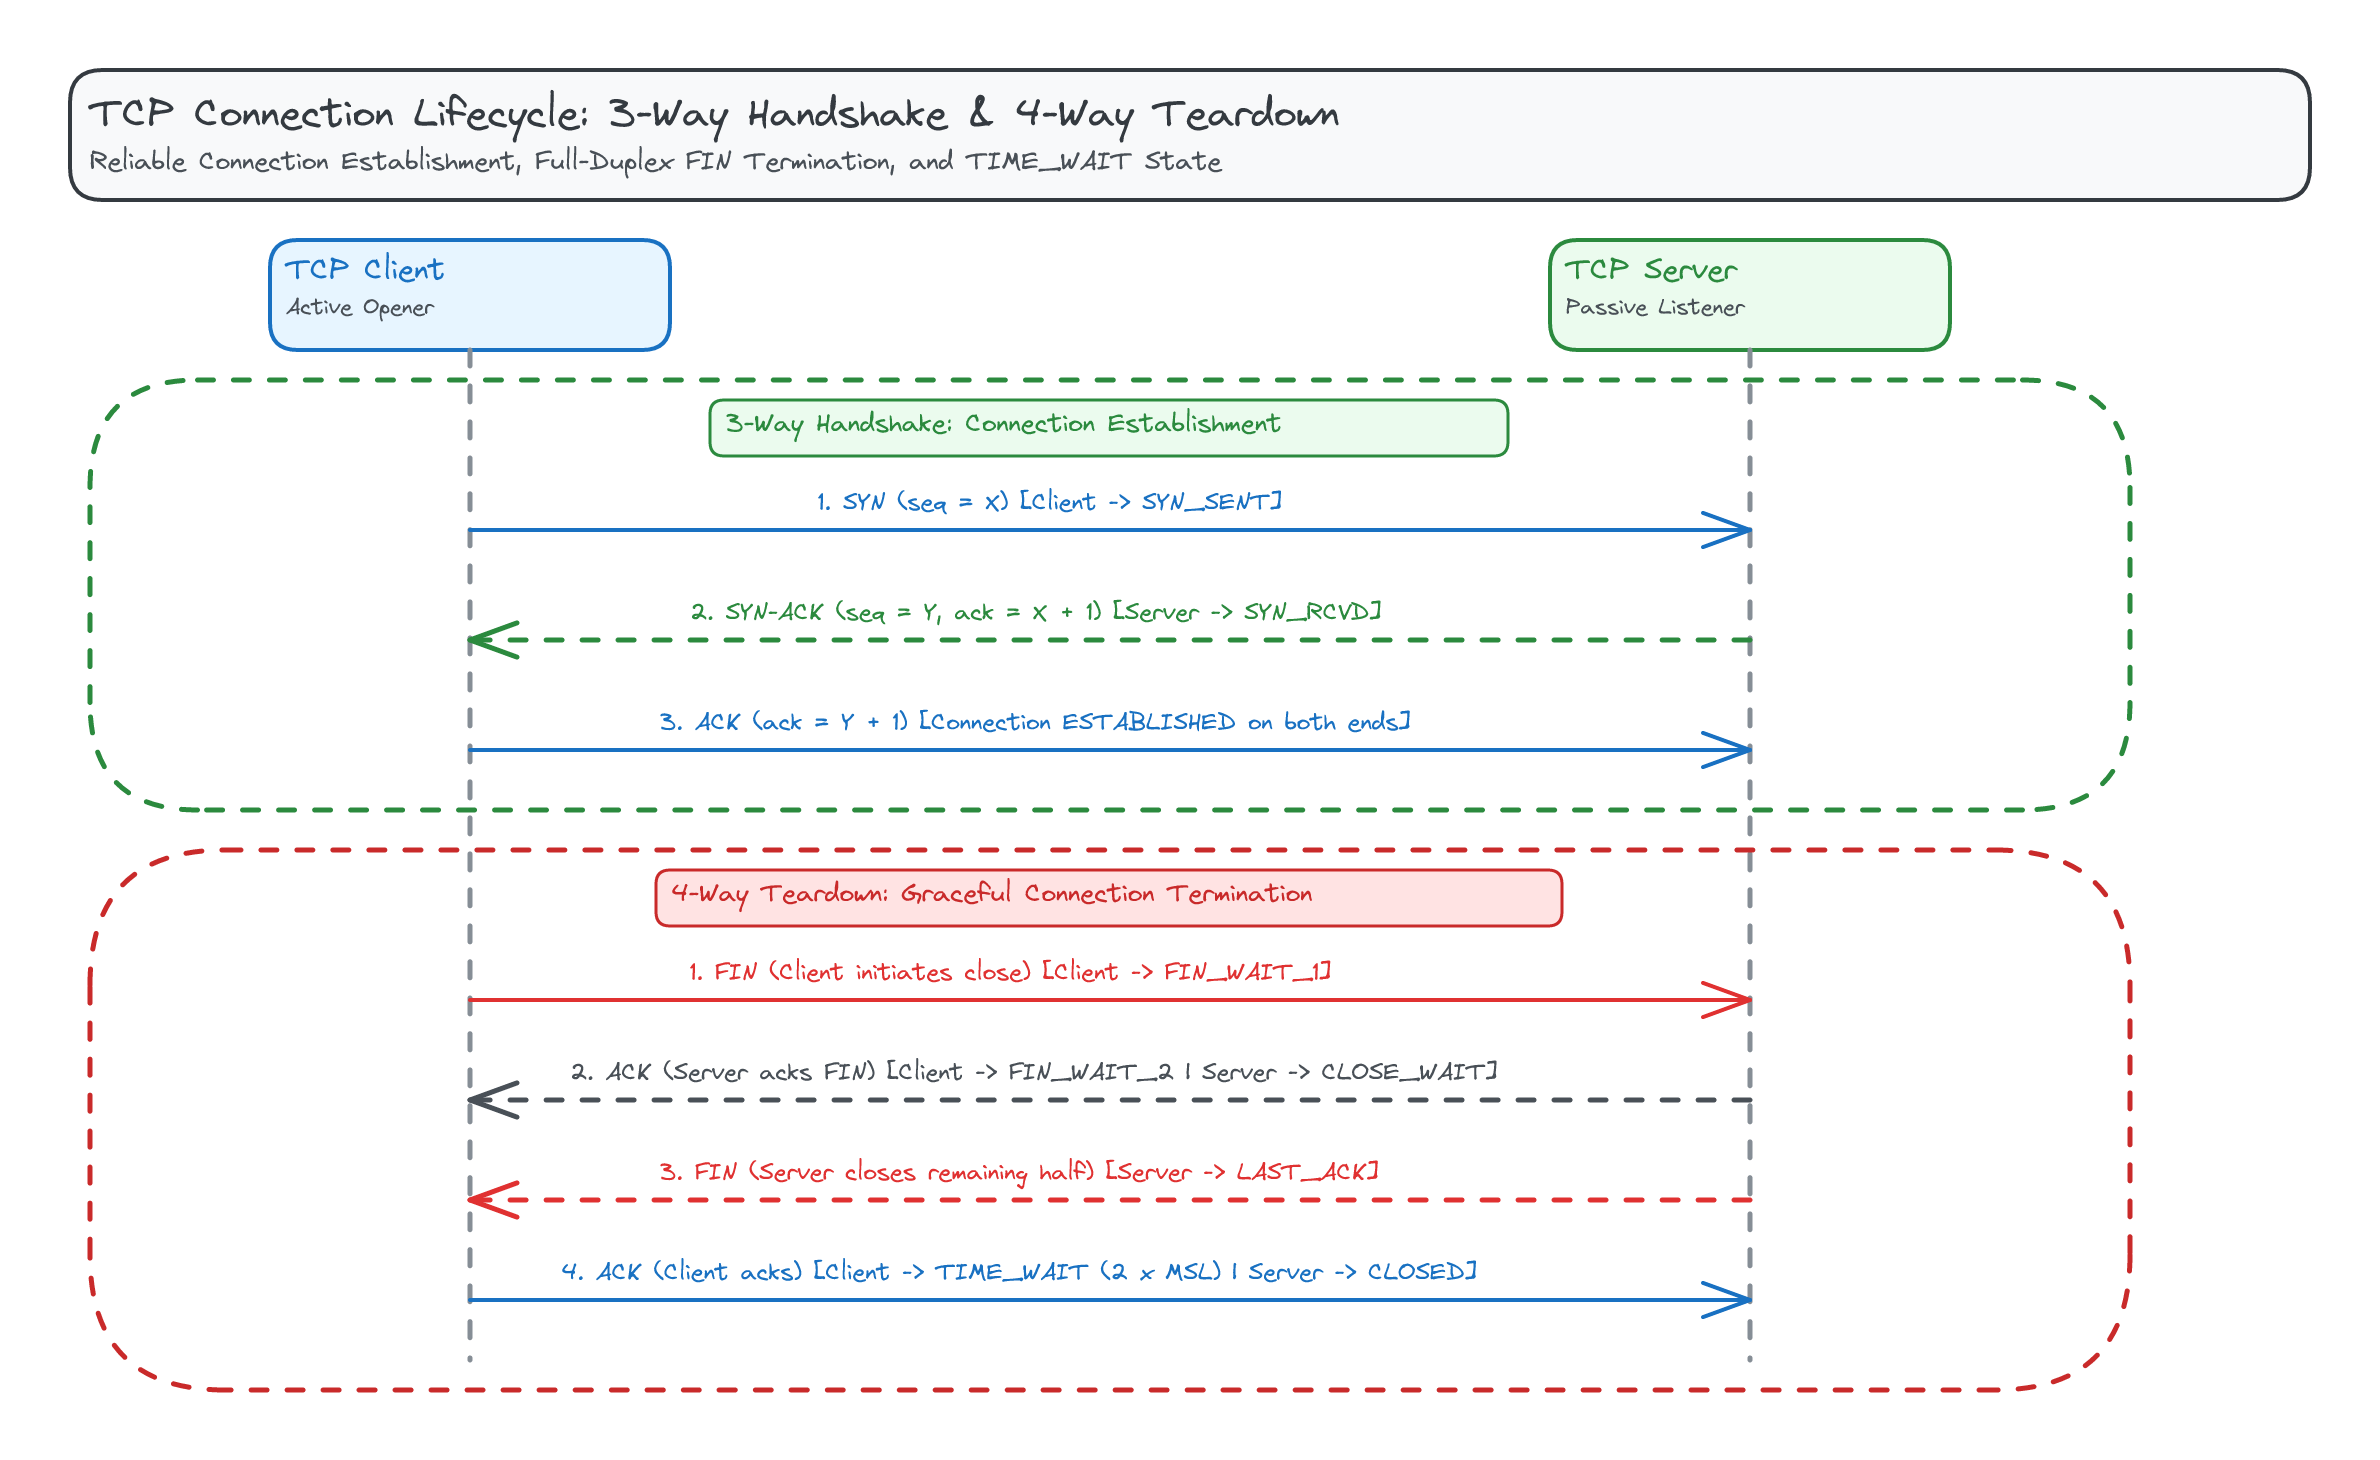 TCP Connection Lifecycle: 3-Way Handshake & 4-Way Teardown
Reliable Connection Establishment, Full-Duplex FIN Termination, and TIME_WAIT State
TCP Client
Active Opener
TCP Server
Passive Listener
3-Way Handshake: Connection Establishment
1. SYN (seq = X) [Client -> SYN_SENT]
2. SYN-ACK (seq = Y, ack = X + 1) [Server -> SYN_RCVD]
3. ACK (ack = Y + 1) [Connection ESTABLISHED on both ends]
4-Way Teardown: Graceful Connection Termination
1. FIN (Client initiates close) [Client -> FIN_WAIT_1]
2. ACK (Server acks FIN) [Client -> FIN_WAIT_2 | Server -> CLOSE_WAIT]
3. FIN (Server closes remaining half) [Server -> LAST_ACK]
4. ACK (Client acks) [Client -> TIME_WAIT (2 x MSL) | Server -> CLOSED]